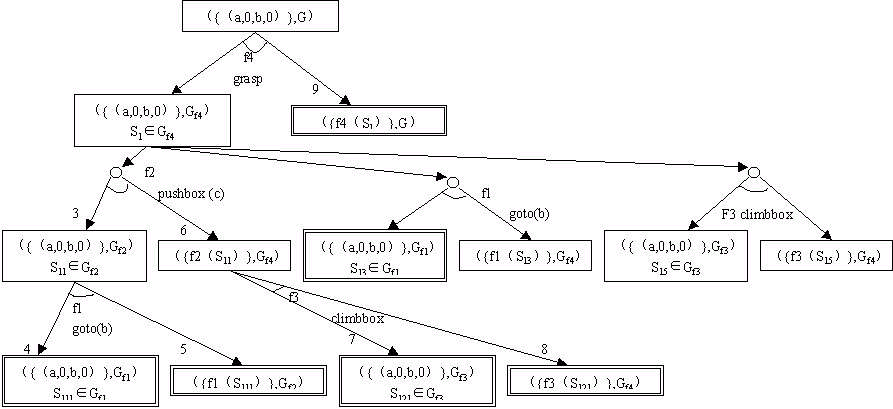 ({（a,0,b,0）},G)
f4
grasp
9
({（a,0,b,0）},Gf4)
S1∈Gf4
({f4（S1）},G)
f2
pushbox (c)
f1
goto(b)
F3 climbbox
3
6
({（a,0,b,0）},Gf2)
S11∈Gf2
({f2（S11）},Gf4)
({（a,0,b,0）},Gf1)
S13∈Gf1
({f1（S13）},Gf4)
({（a,0,b,0）},Gf3)
S15∈Gf3
({f3（S15）},Gf4)
f1
goto(b)
f3
climbbox
4
5
7
8
({（a,0,b,0）},Gf1)
S111∈Gf1
({f1（S111）},Gf2)
({（a,0,b,0）},Gf3)
S121∈Gf3
({f3（S121）},Gf4)